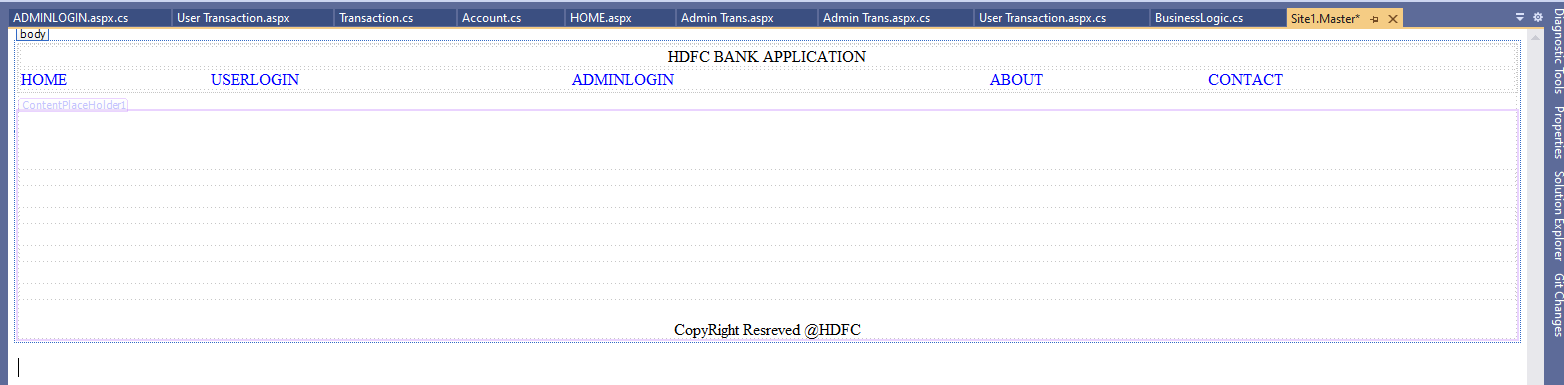 ADMINLOGIN.aspx.cs User Transaction.aspx Transaction.cs Account.cs HOME.aspx Admin Trans.aspx Admin Trans.aspx.cs User Transaction.aspx.cs BusinessLogic.cs Site1.Master*
body
HDFC BANK APPLICATION
HOME USERLOGIN ADMINLOGIN ABOUT CONTACT
ContentPlaceHolder1
CopyRight Resreved @HDFC
Diagnostic Tools
Properties
Solution Explorer
Git Changes